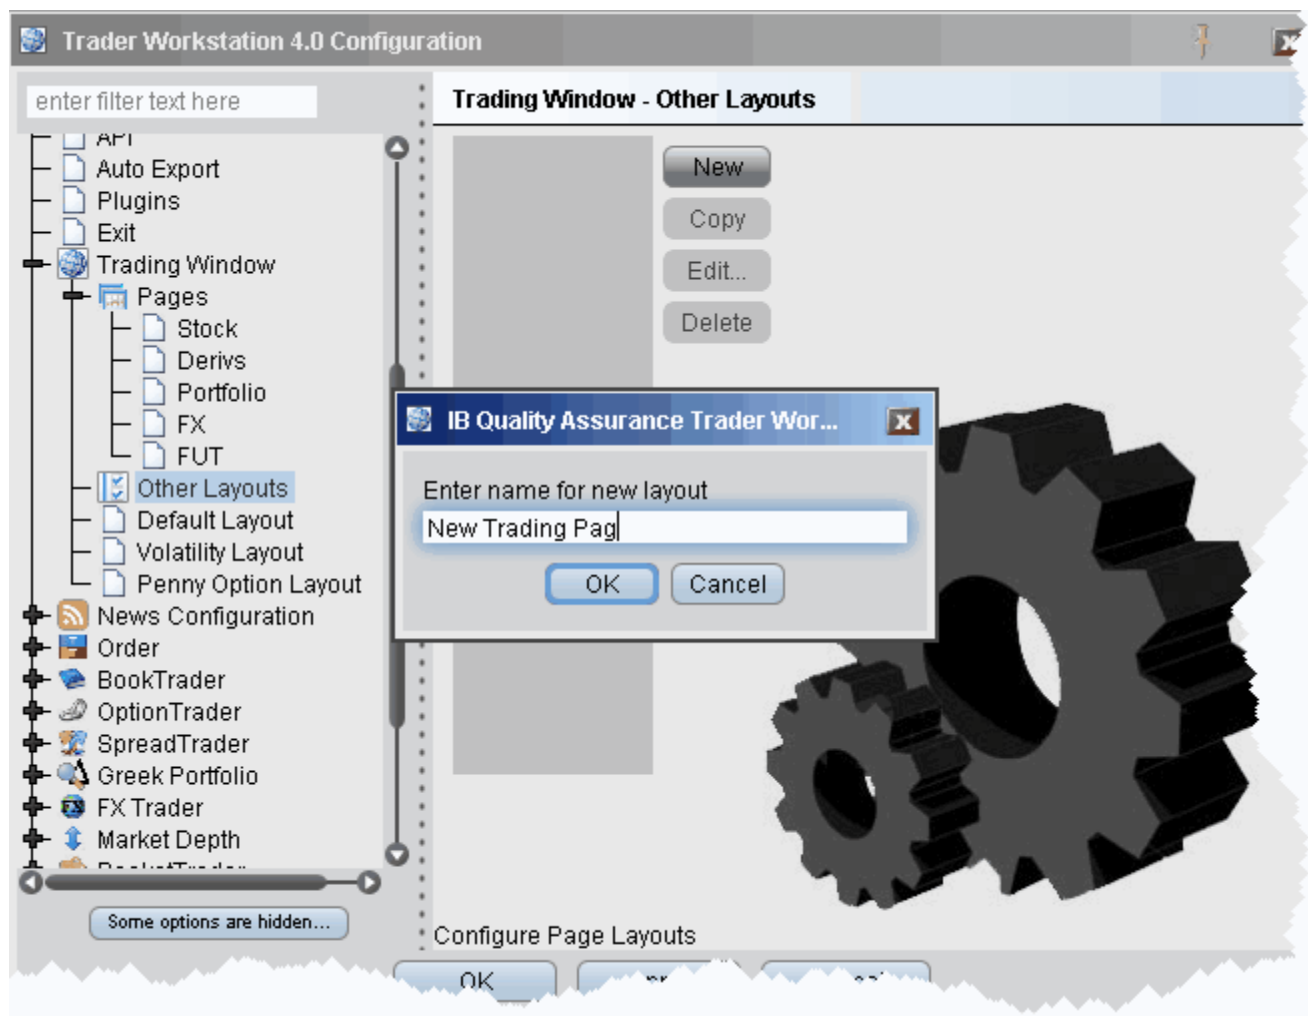 Trader Workstation 4.0 Configuration
enter filter text here
API
Auto Export
Plugins
Exit
Trading Window
Pages
Stock
Derivs
Portfolio
FX
FUT
Other Layouts
Default Layout
Volatility Layout
Penny Option Layout
News Configuration
Order
BookTrader
OptionTrader
SpreadTrader
Greek Portfolio
FX Trader
Market Depth
Some options are hidden...
Trading Window - Other Layouts
New
Copy
Edit...
Delete
IB Quality Assurance Trader Wor...
Enter name for new layout
New Trading Pag
OK
Cancel
Configure Page Layouts
OK